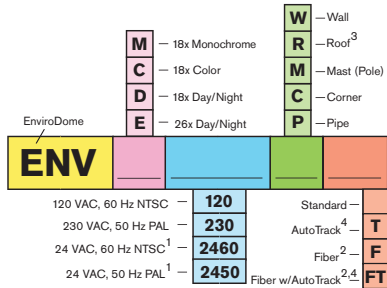 W – Wall
R – Roof3
M – Mast (Pole)
C – Corner
P – Pipe
M – 18x Monochrome
C – 18x Color
D – 18x Day/Night
E 26x Day/Night
EnviroDome
ENV
120 VAC, 60 Hz NTSC – 120
230 VAC, 50 Hz PAL – 230
24 VAC, 60 Hz NTSC1 – 2460
24 VAC, 50 Hz PAL1 – 2450
Standard –
AutoTrack4 – T
Fiber2 – F
Fiber w/AutoTrack2,4 – FT